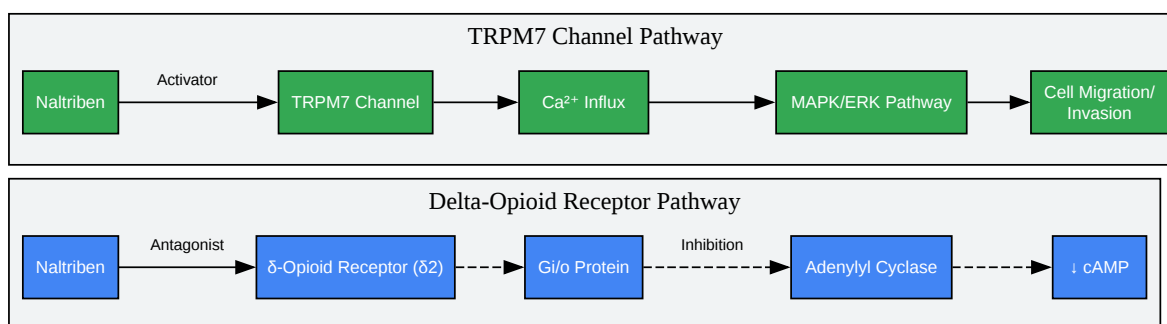 TRPM7 Channel Pathway
Naltriben
Activator
TRPM7 Channel
Ca²⁺ Influx
MAPK/ERK Pathway
Cell Migration/
Invasion
Delta-Opioid Receptor Pathway
Naltriben
Antagonist
δ-Opioid Receptor (δ2)
Gi/o Protein
Inhibition
Adenylyl Cyclase
↓ cAMP